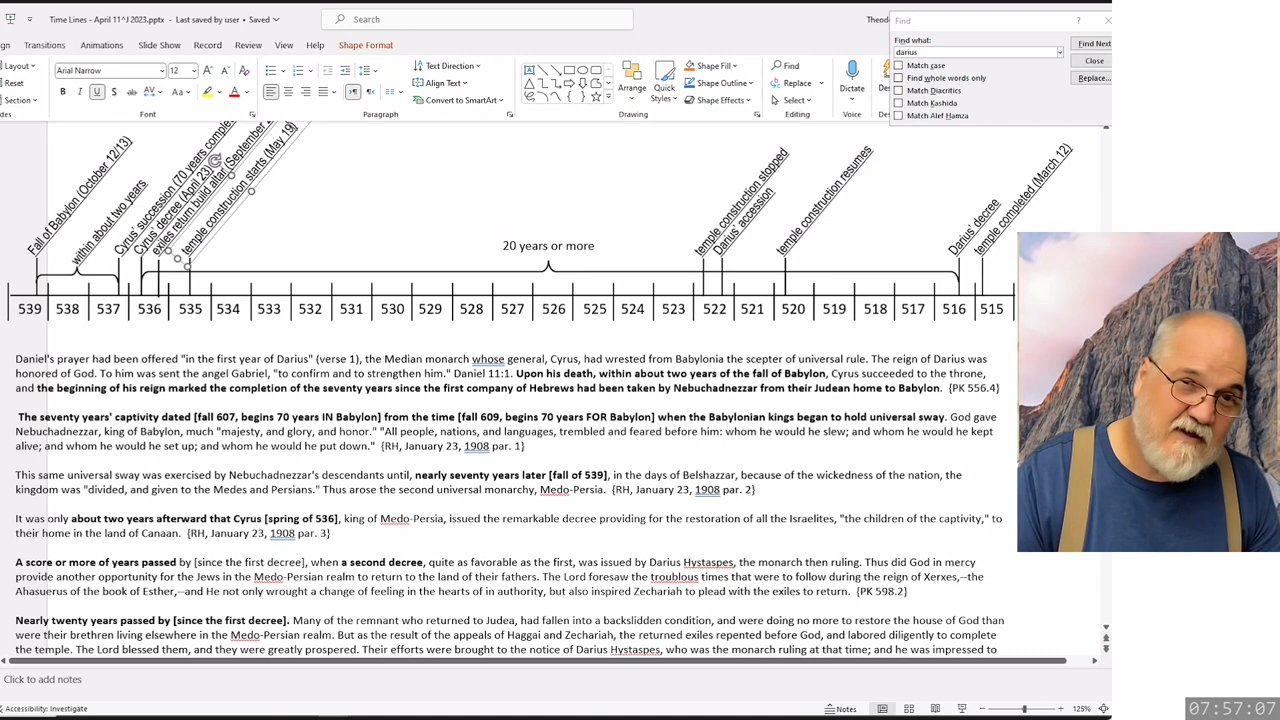 Time Lines - April 11^J 2023.pptx • Last saved by user • Saved
Search
Theod
Find
?
Find what:
darius
Find Next
Match case
Close
Find whole words only
Replace...
Match Diacritics
Match Kashida
Match Alef Hamza
gn Transitions Animations Slide Show Record Review View Help Shape Format
Layout
Reset
Section
Arial Narrow
12
Font
Text Direction
Align Text
Convert to SmartArt
Paragraph
Arrange
Quick Styles
Shape Fill
Shape Outline
Shape Effects
Drawing
Find
Replace
Select
Editing
Dictate
Voice
Fall of Babylon (October 12/13)
within about two years
Cyrus' succession (70 years comple
Cyrus' decree (April 23)
exiles return build altar (September 2
temple construction starts (May 19)
20 years or more
temple construction stopped
Darius' accession
temple construction resumes
Darius' decree
temple completed (March 12)
539 538 537 536 535 534 533 532 531 530 529 528 527 526 525 524 523 522 521 520 519 518 517 516 515
Daniel's prayer had been offered "in the first year of Darius" (verse 1), the Median monarch whose general, Cyrus, had wrested from Babylonia the scepter of universal rule. The reign of Darius was
honored of God. To him was sent the angel Gabriel, "to confirm and to strengthen him." Daniel 11:1. Upon his death, within about two years of the fall of Babylon, Cyrus succeeded to the throne,
and the beginning of his reign marked the completion of the seventy years since the first company of Hebrews had been taken by Nebuchadnezzar from their Judean home to Babylon. {PK 556.4}
The seventy years' captivity dated [fall 607, begins 70 years IN Babylon] from the time [fall 609, begins 70 years FOR Babylon] when the Babylonian kings began to hold universal sway. God gave
Nebuchadnezzar, king of Babylon, much "majesty, and glory, and honor." "All people, nations, and languages, trembled and feared before him: whom he would he slew; and whom he would he kept
alive; and whom he would he set up; and whom he would he put down." {RH, January 23, 1908 par. 1}
This same universal sway was exercised by Nebuchadnezzar's descendants until, nearly seventy years later [fall of 539], in the days of Belshazzar, because of the wickedness of the nation, the
kingdom was "divided, and given to the Medes and Persians." Thus arose the second universal monarchy, Medo-Persia. {RH, January 23, 1908 par. 2}
It was only about two years afterward that Cyrus [spring of 536], king of Medo-Persia, issued the remarkable decree providing for the restoration of all the Israelites, "the children of the captivity," to
their home in the land of Canaan. {RH, January 23, 1908 par. 3}
A score or more of years passed by [since the first decree], when a second decree, quite as favorable as the first, was issued by Darius Hystaspes, the monarch then ruling. Thus did God in mercy
provide another opportunity for the Jews in the Medo-Persian realm to return to the land of their fathers. The Lord foresaw the troublous times that were to follow during the reign of Xerxes,--the
Ahasuerus of the book of Esther,--and He not only wrought a change of feeling in the hearts of in authority, but also inspired Zechariah to plead with the exiles to return. {PK 598.2}
Nearly twenty years passed by [since the first decree]. Many of the remnant who returned to Judea, had fallen into a backslidden condition, and were doing no more to restore the house of God than
were their brethren living elsewhere in the Medo-Persian realm. But as the result of the appeals of Haggai and Zechariah, the returned exiles repented before God, and labored diligently to complete
the temple. The Lord blessed them, and they were greatly prospered. Their efforts were brought to the notice of Darius Hystaspes, who was the monarch ruling at that time; and he was impressed to
Click to add notes
Accessibility: Investigate
Notes
125%
07:57:07